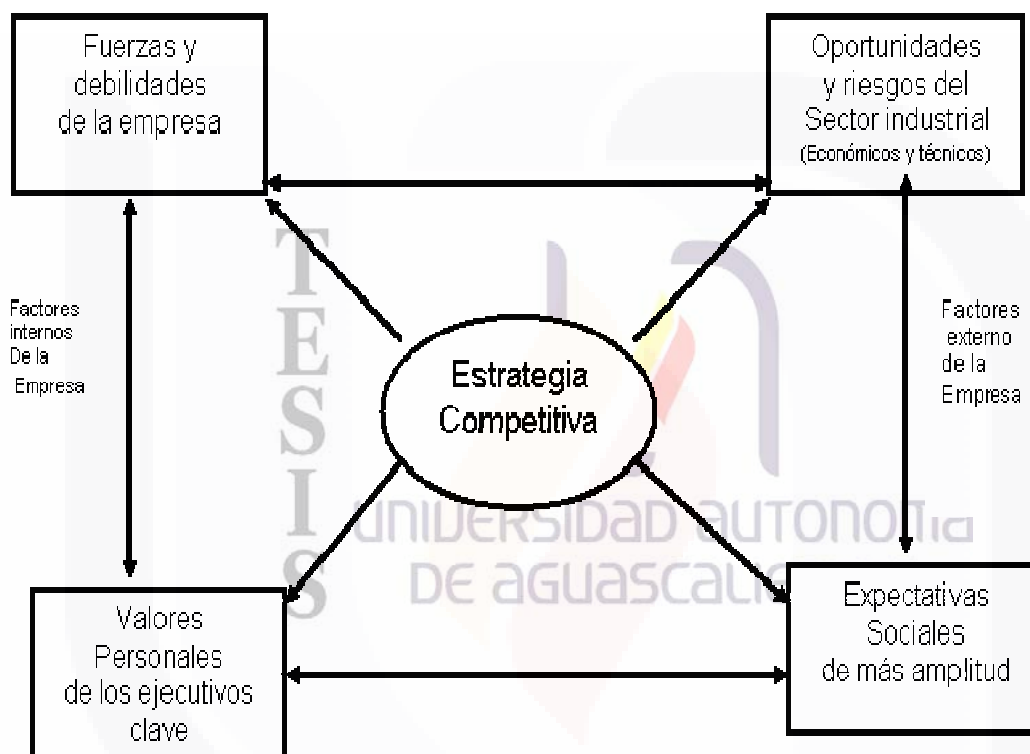 Fuerzas y
debilidades
de la empresa
Oportunidades
y riesgos del
Sector industrial
(Económicos y técnicos)
Factores
internos
De la
Empresa
Estrategia
Competitiva
Factores
externo
de la
Empresa
TESIS
UNIVERSIDAD AUTONOMA
DE AGUASCALI
Valores
Personales
de los ejecutivos
clave
Expectativas
Sociales
de más amplitud